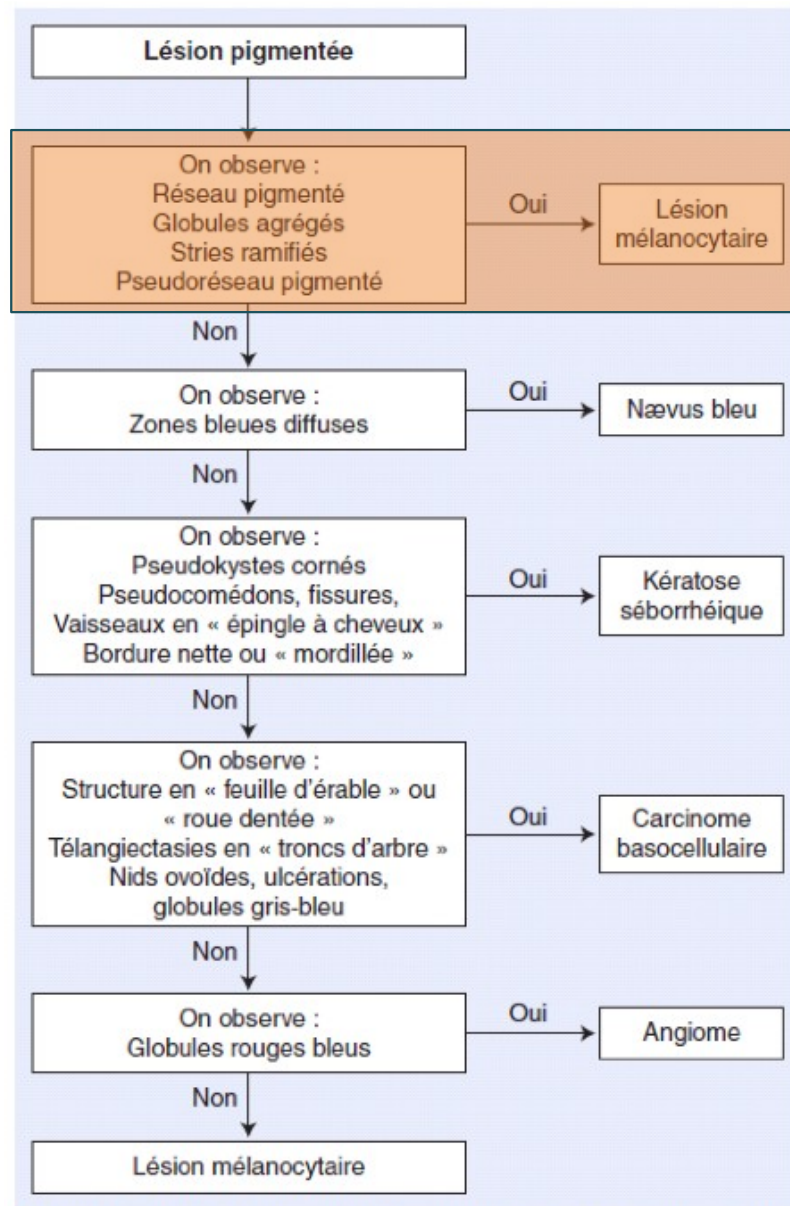 Lésion pigmentée
On observe :
Réseau pigmenté
Globules agrégés
Stries ramifiés
Pseudoréseau pigmenté
Oui
Lésion
mélanocytaire
Non
On observe :
Zones bleues diffuses
Oui
Nævus bleu
Non
On observe :
Pseudokystes cornés
Pseudocomédons, fissures,
Vaisseaux en « épingle à cheveux »
Bordure nette ou « mordillée »
Oui
Kératose
séborrhéique
Non
On observe :
Structure en « feuille d'érable » ou
« roue dentée »
Télangiectasies en « troncs d'arbre »
Nids ovoïdes, ulcérations,
globules gris-bleu
Oui
Carcinome
basocellulaire
Non
On observe :
Globules rouges bleus
Oui
Angiome
Non
Lésion mélanocytaire